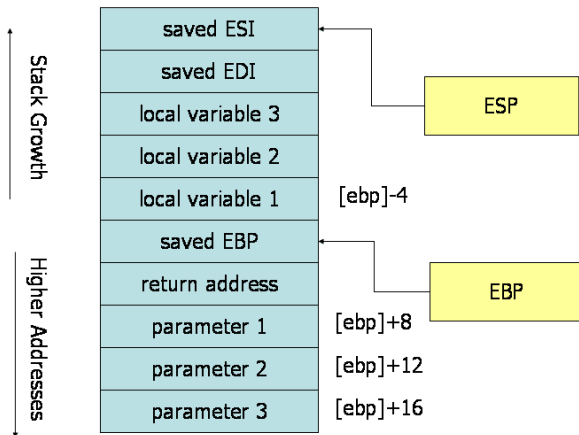 Stack Growth
Higher Addresses
saved ESI
saved EDI
local variable 3
local variable 2
local variable 1
[ebp]-4
saved EBP
return address
parameter 1
[ebp]+8
parameter 2
[ebp]+12
parameter 3
[ebp]+16
ESP
EBP